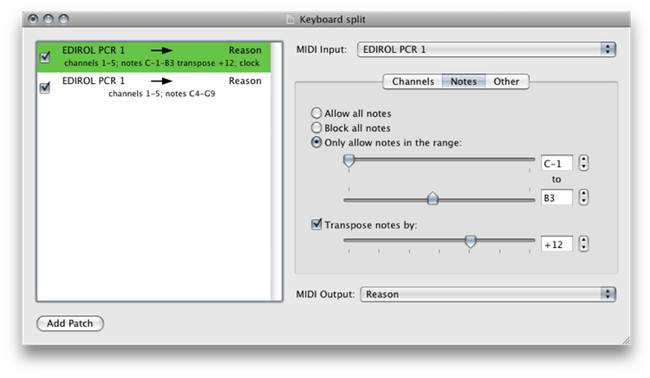 Keyboard split
EDIROL PCR 1 Reason
channels 1-5; notes C-1-B3 transpose +12; clock
EDIROL PCR 1 Reason
channels 1-5; notes C4-G9
Add Patch
MIDI Input: EDIROL PCR 1
Channels Notes Other
Allow all notes
Block all notes
Only allow notes in the range:
C-1
to
B3
Transpose notes by:
+12
MIDI Output: Reason